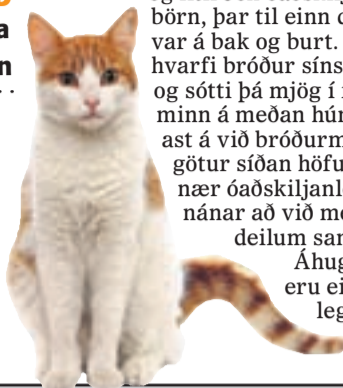 a
n
börn, þar til einn d
var á bak og burt.
hvarfi bróður síns
og sótti þá mjög í
minn á meðan hún
ast á við bróðurm
götur síðan höfu
nær óaðskiljanle
nánar að við me
deilum sam
Áhug
eru ei
leg